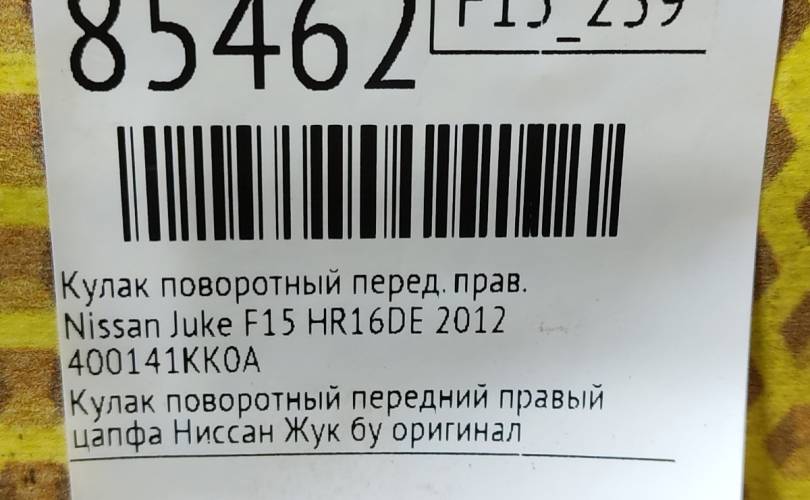 85462
F15_239
Кулак поворотный перед. прав.
Nissan Juke F15 HR16DE 2012
400141KK0A
Кулак поворотный передний правый
цапфа Ниссан Жук бу оригинал